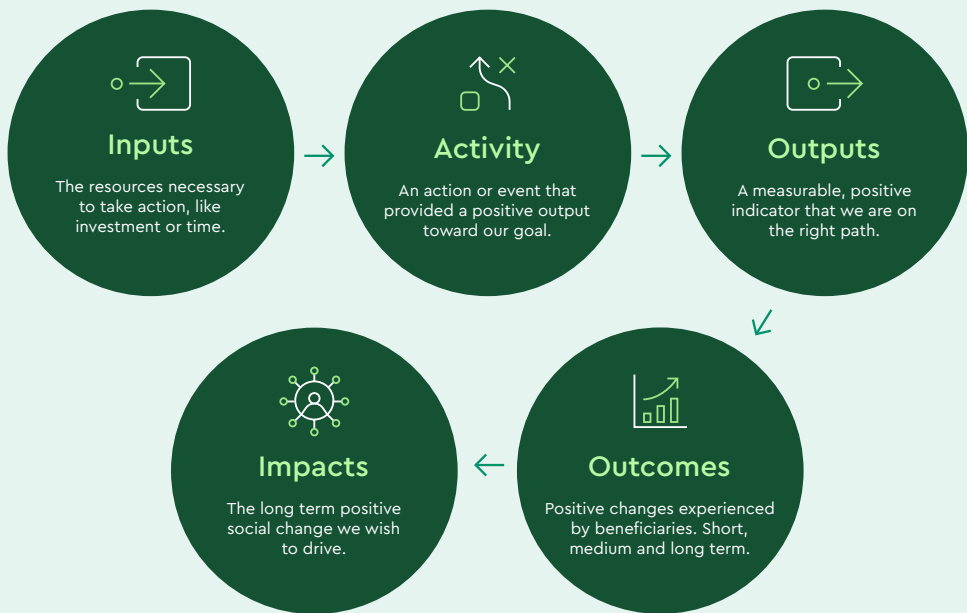 Inputs
The resources necessary
to take action, like
investment or time.
Activity
An action or event that
provided a positive output
toward our goal.
Outputs
A measurable, positive
indicator that we are on
the right path.
Outcomes
Positive changes experienced
by beneficiaries. Short,
medium and long term.
Impacts
The long term positive
social change we wish
to drive.